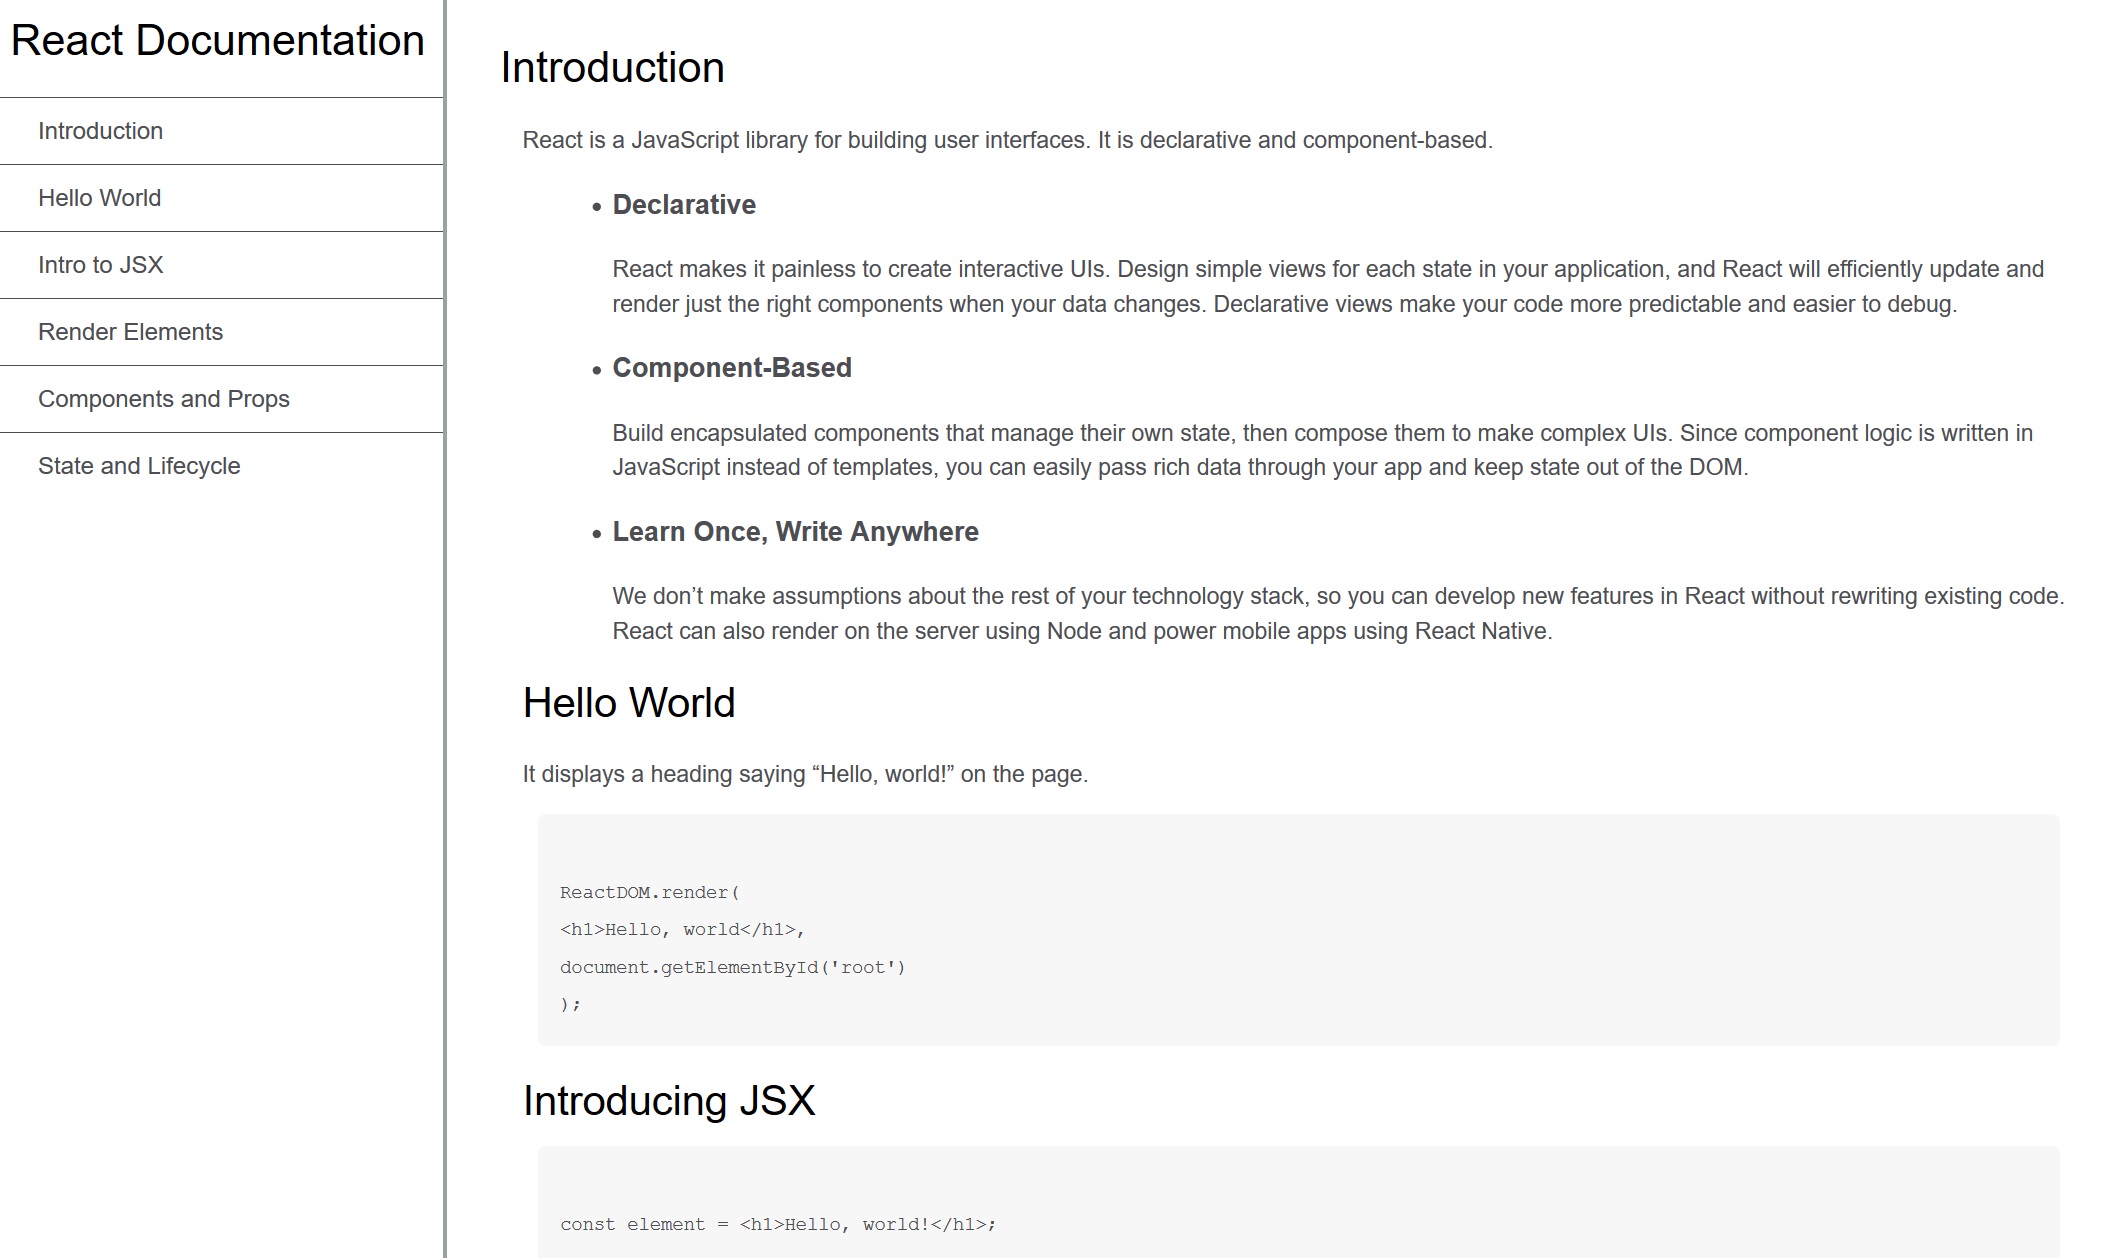 React Documentation
Introduction
Hello World
Intro to JSX
Render Elements
Components and Props
State and Lifecycle
Introduction
React is a JavaScript library for building user interfaces. It is declarative and component-based.
• Declarative
React makes it painless to create interactive UIs. Design simple views for each state in your application, and React will efficiently update and
render just the right components when your data changes. Declarative views make your code more predictable and easier to debug.
• Component-Based
Build encapsulated components that manage their own state, then compose them to make complex UIs. Since component logic is written in
JavaScript instead of templates, you can easily pass rich data through your app and keep state out of the DOM.
• Learn Once, Write Anywhere
We don’t make assumptions about the rest of your technology stack, so you can develop new features in React without rewriting existing code.
React can also render on the server using Node and power mobile apps using React Native.
Hello World
It displays a heading saying “Hello, world!” on the page.
ReactDOM.render(
<h1>Hello, world</h1>,
document.getElementById('root')
);
Introducing JSX
const element = <h1>Hello, world!</h1>;